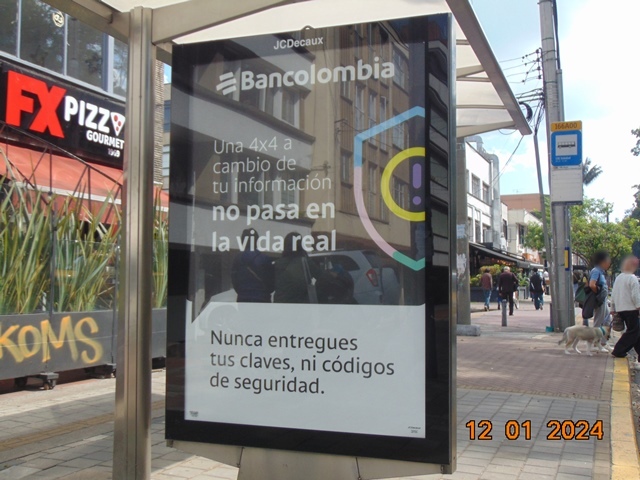 JCDecaux
Bancolombia
Una 4x4 a
cambio de
tu información
no pasa en
la vida real
Nunca entregues
tus claves, ni códigos
de seguridad.
FX PIZZ
GOURMET
KOMS
12 01 2024